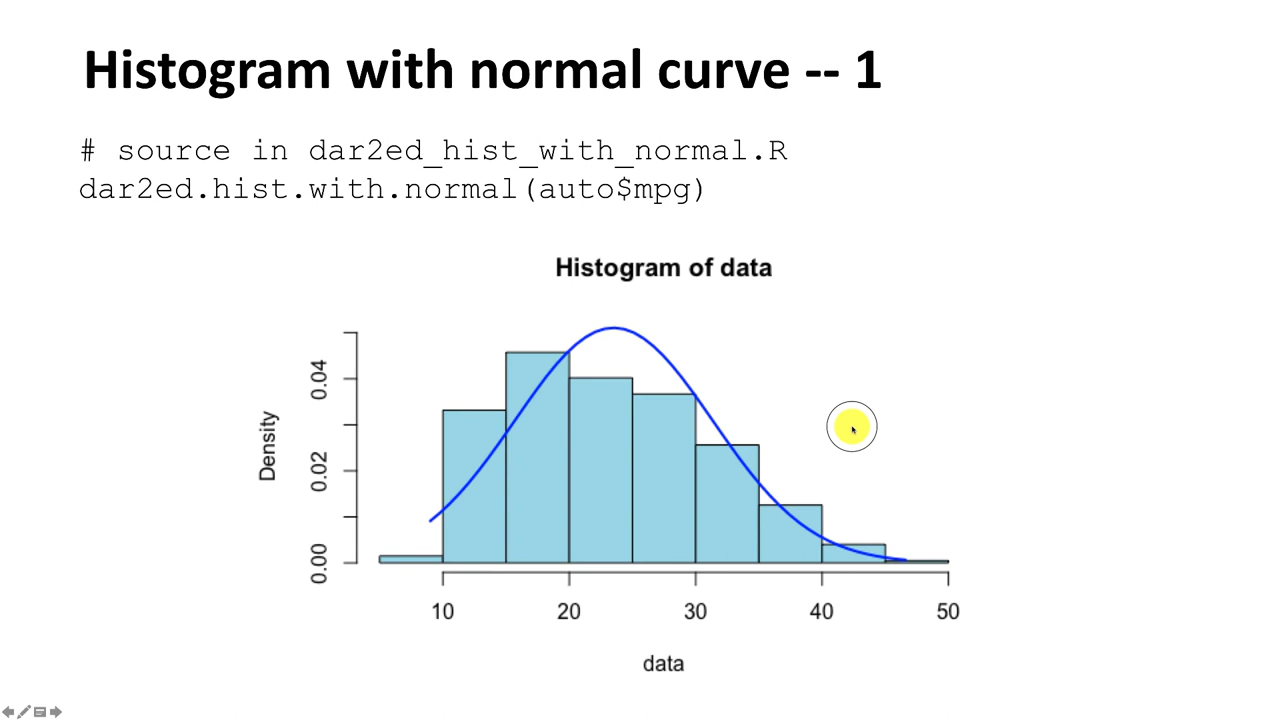 Histogram with normal curve -- 1
# source in dar2ed_hist_with_normal.R
dar2ed.hist.with.normal(auto$mpg)
Histogram of data
Density
0.04
0.02
0.00
10 20 30 40 50
data